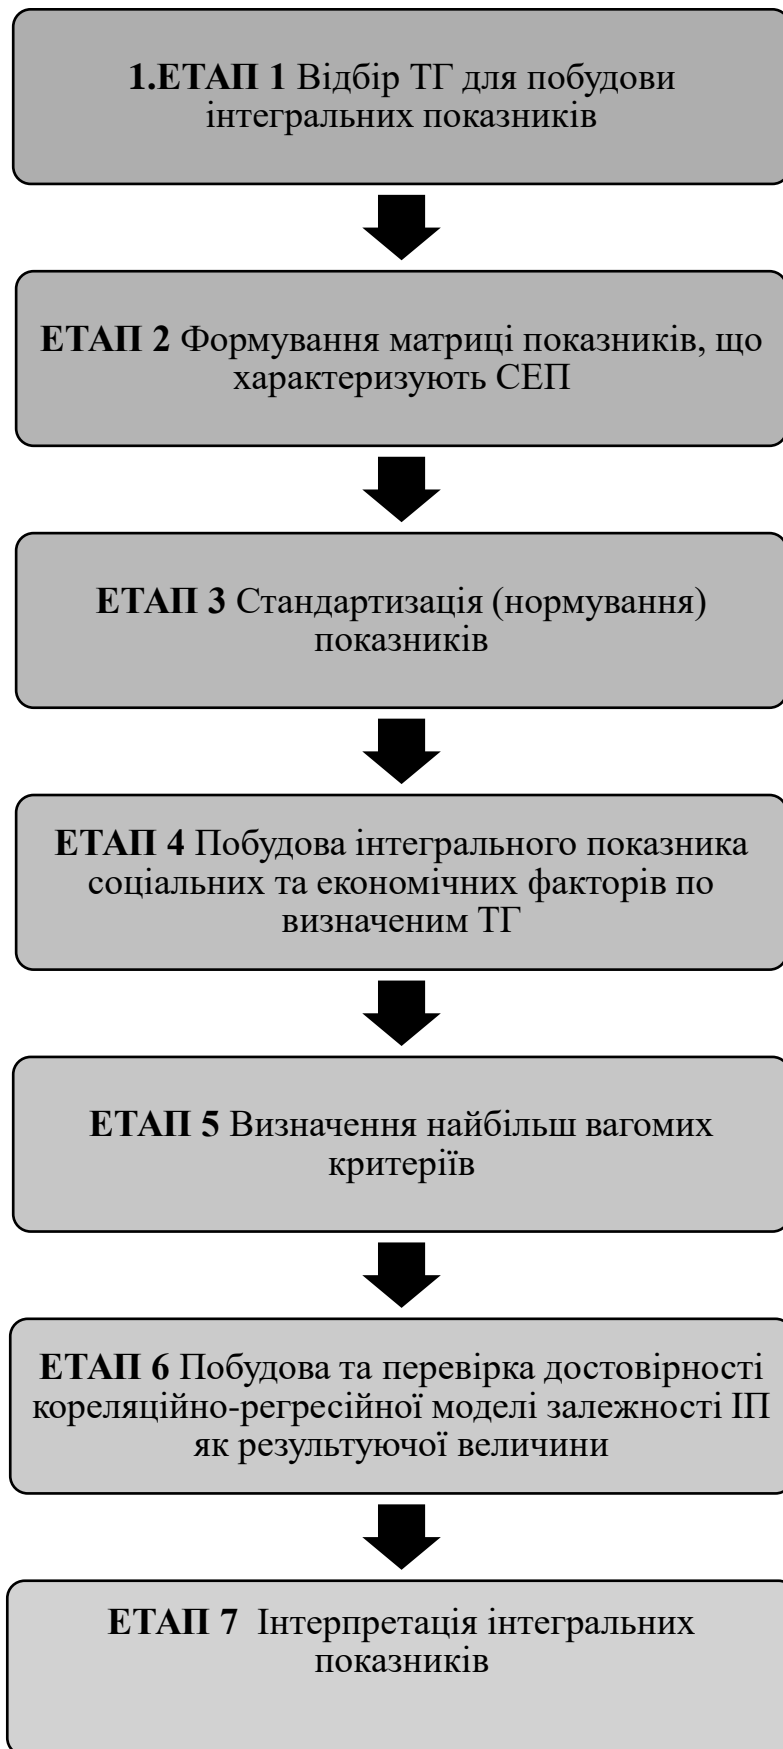 1.ЕТАП 1 Відбір ТГ для побудови
інтегральних показників
ЕТАП 2 Формування матриці показників, що
характеризують СЕП
ЕТАП 3 Стандартизація (нормування)
показників
ЕТАП 4 Побудова інтегрального показника
соціальних та економічних факторів по
визначеним ТГ
ЕТАП 5 Визначення найбільш вагомих
критеріїв
ЕТАП 6 Побудова та перевірка достовірності
кореляційно-регресійної моделі залежності ІП
як результуючої величини
ЕТАП 7 Інтерпретація інтегральних
показників